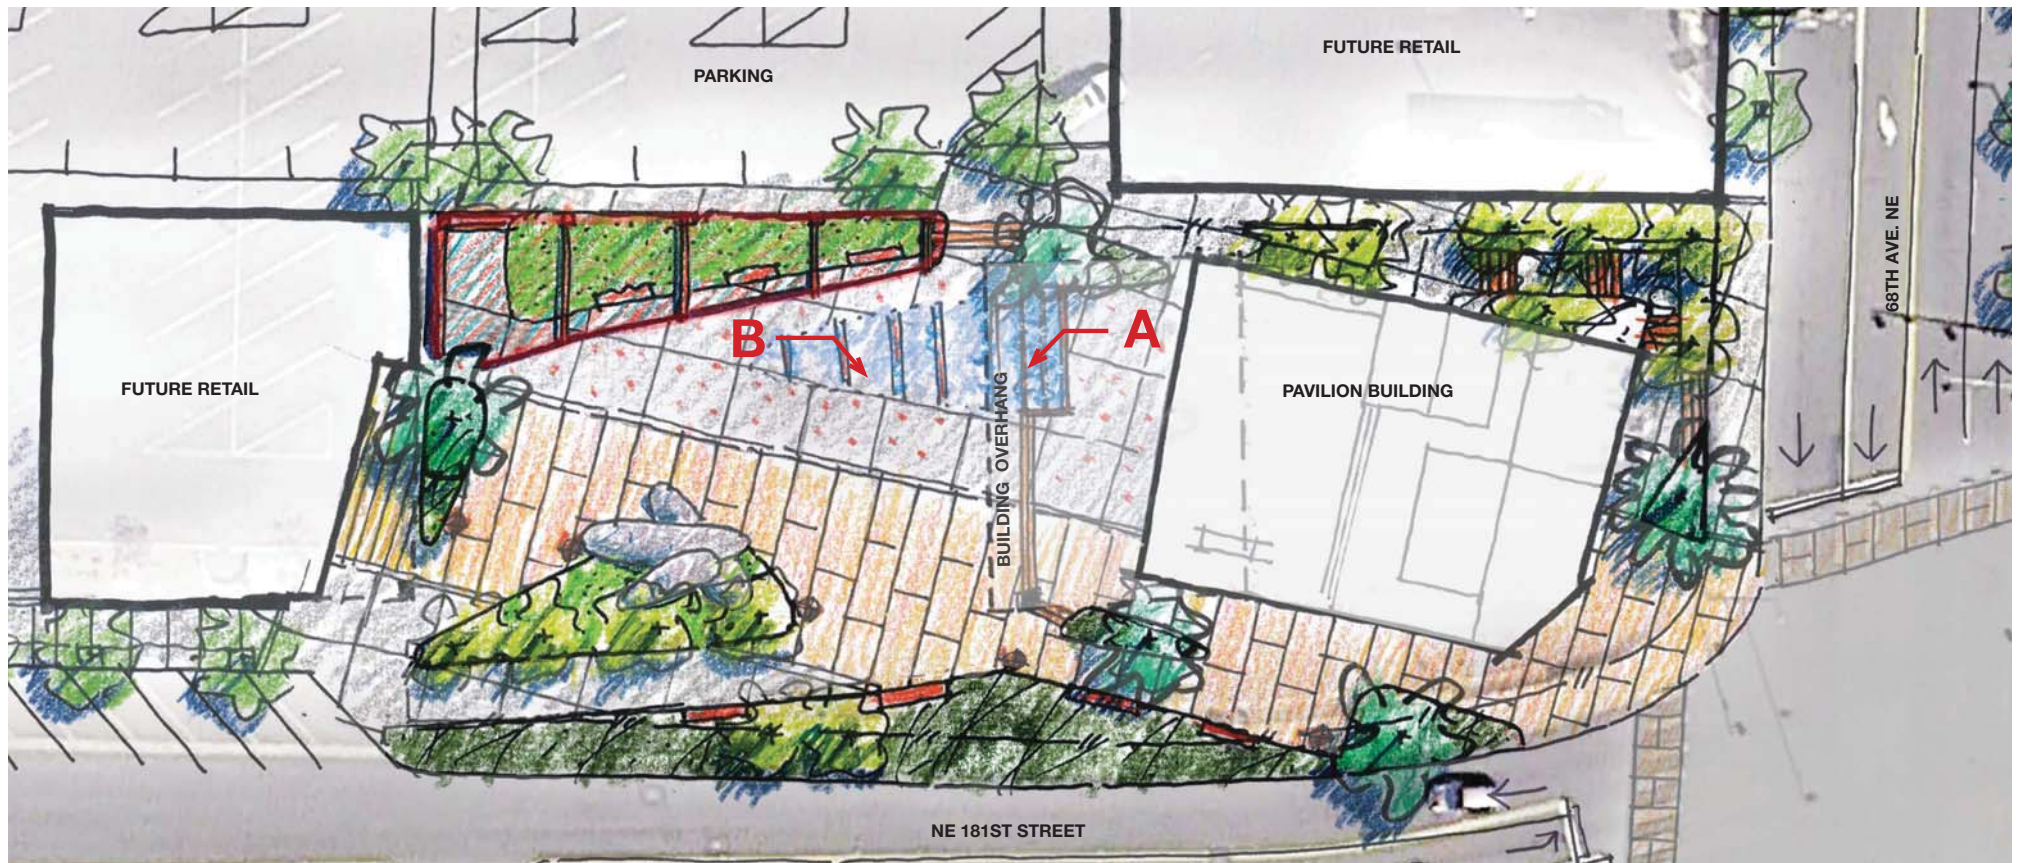 FUTURE RETAIL
PARKING
68TH AVE. NE
B
A
FUTURE RETAIL
BUILDING OVERHANG
PAVILION BUILDING
NE 181ST STREET